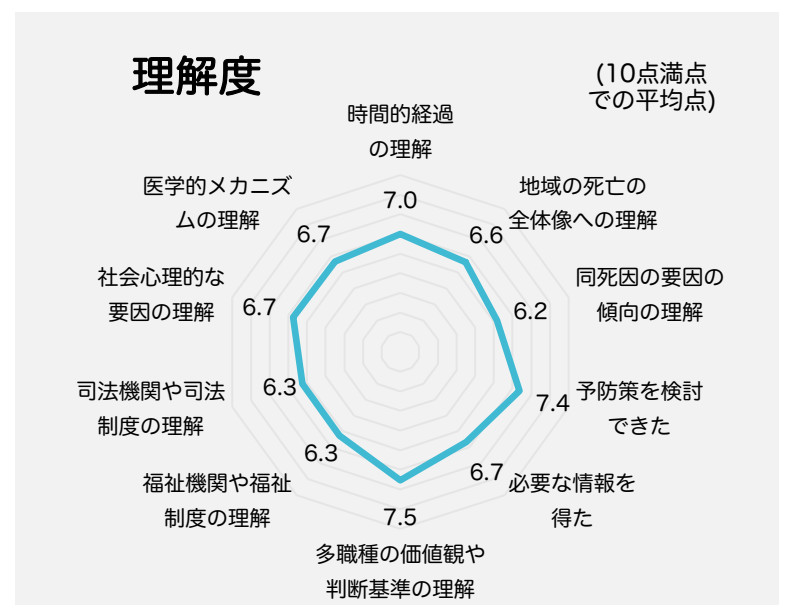 理解度
(10点満点
での平均点)
時間的経過
の理解
7.0
地域の死亡の
全体像への理解
6.6
同死因の要因の
傾向の理解
6.2
予防策を検討
できた
7.4
必要な情報を
得た
6.7
多職種の価値観や
判断基準の理解
7.5
福祉機関や福祉
制度の理解
6.3
司法機関や司法
制度の理解
6.3
社会心理的な
要因の理解
6.7
医学的メカニズ
ムの理解
6.7